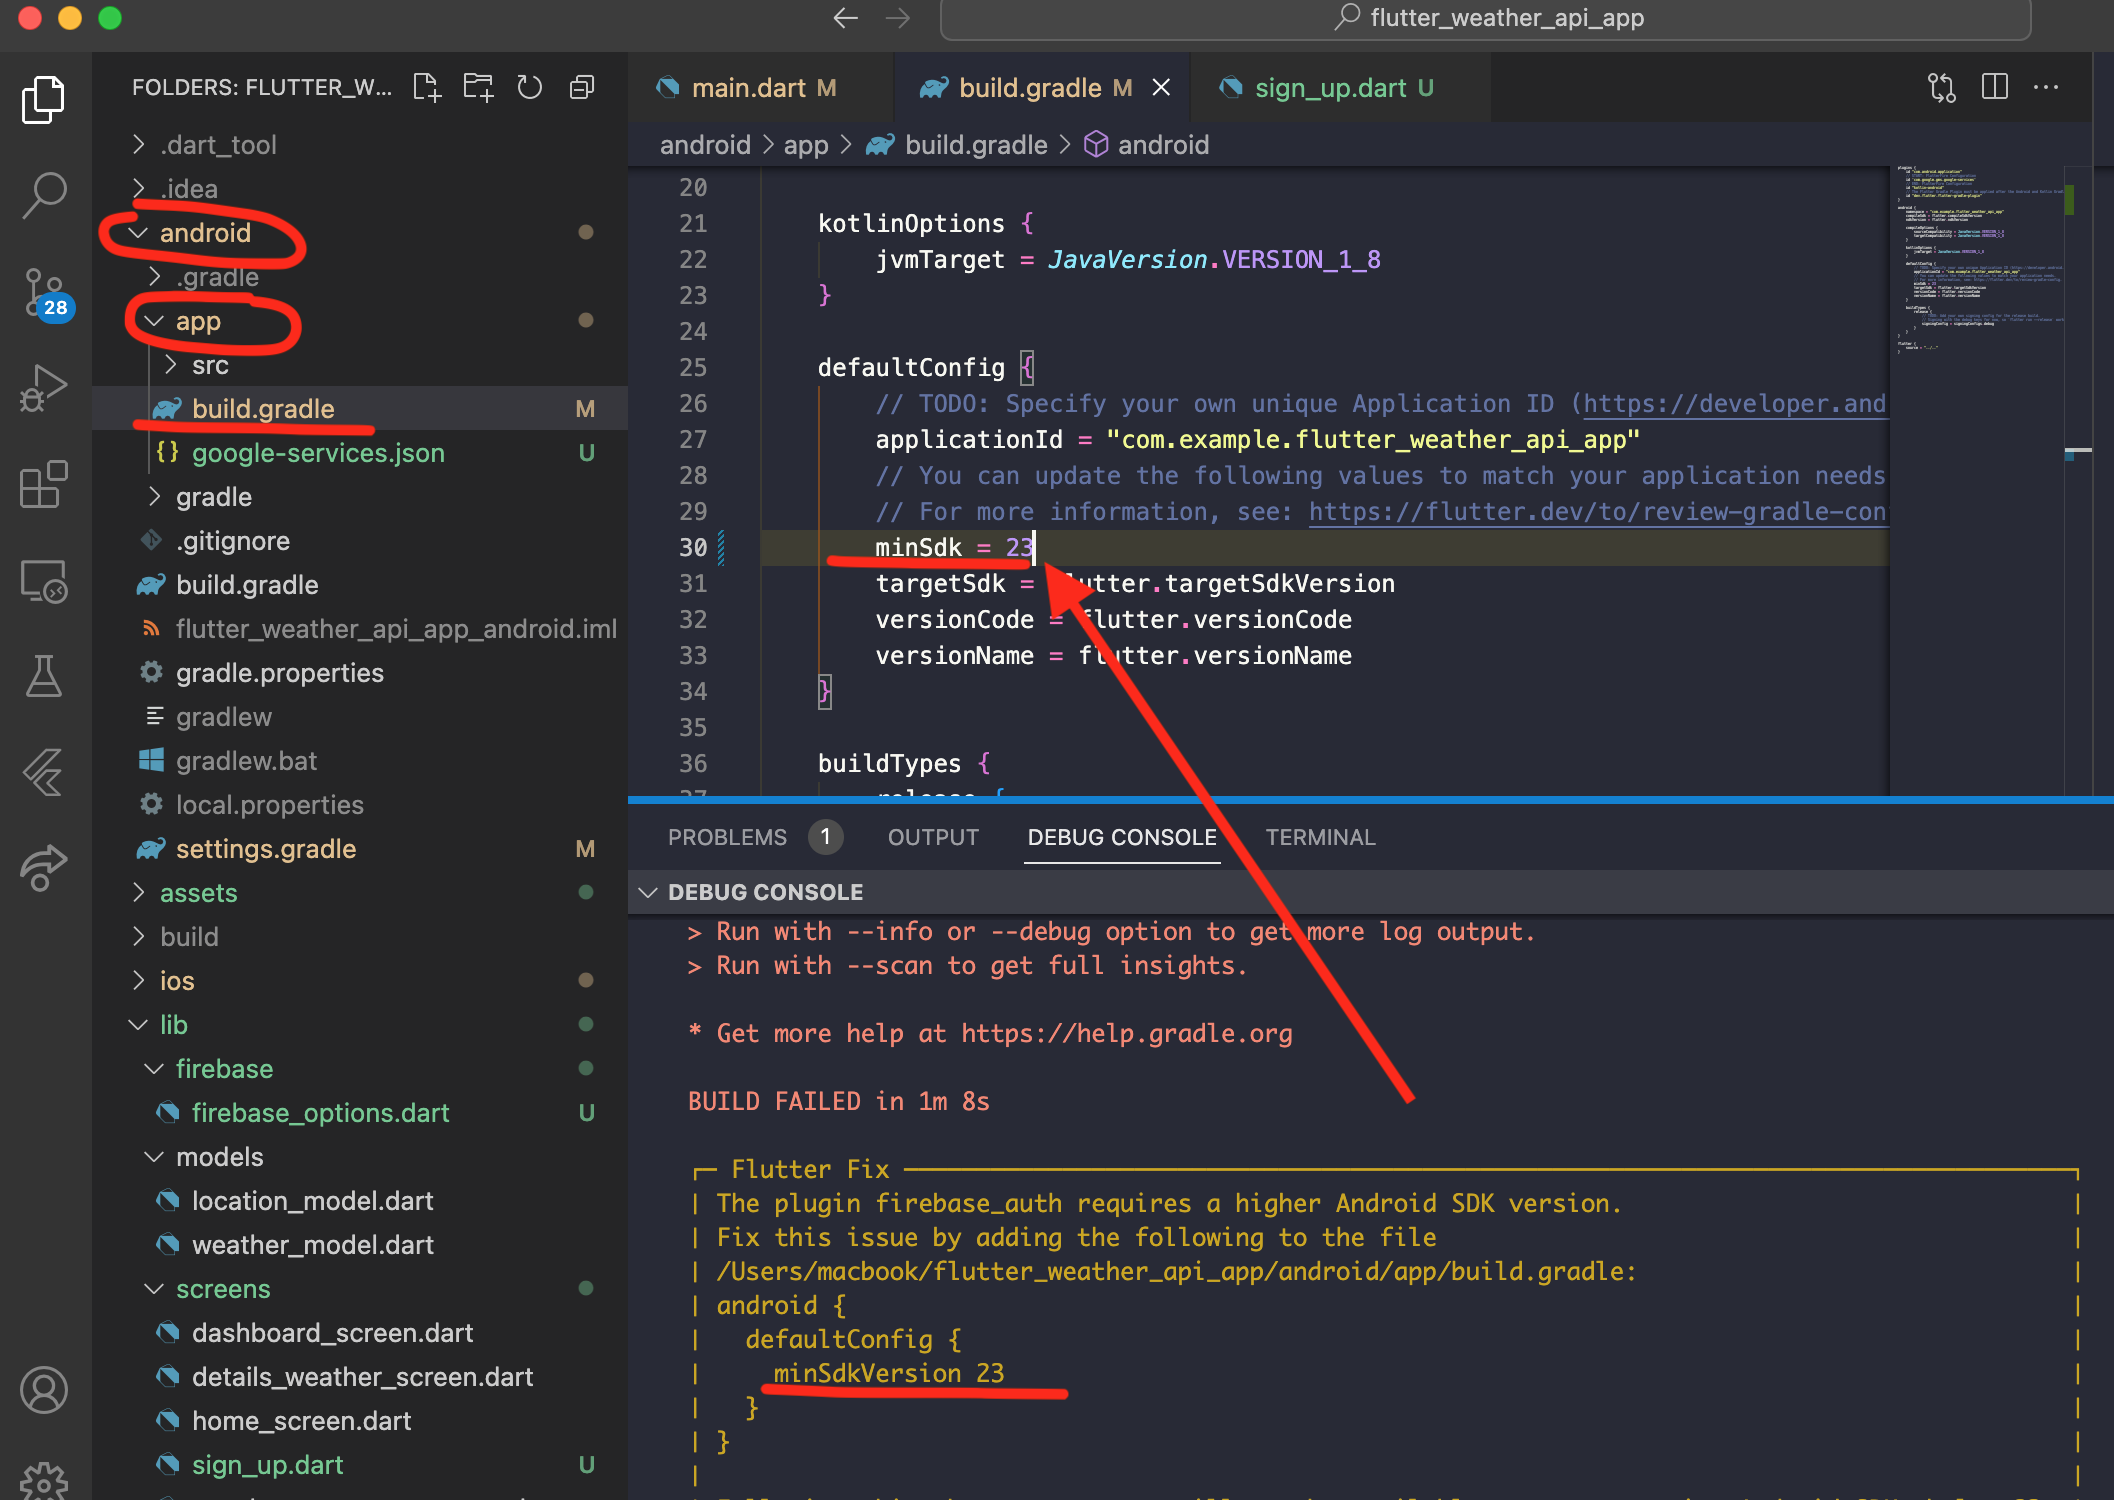 flutter_weather_api_app
FOLDERS: FLUTTER_W...
.dart_tool
.idea
android
.gradle
app
src
build.gradle M
google-services.json U
gradle
.gitignore
build.gradle
flutter_weather_api_app_android.iml
gradle.properties
gradlew
gradlew.bat
local.properties
settings.gradle M
assets
build
ios
lib
firebase
firebase_options.dart U
models
location_model.dart
weather_model.dart
screens
dashboard_screen.dart
details_weather_screen.dart
home_screen.dart
sign_up.dart U
28
main.dart M
build.gradle M
sign_up.dart U
android > app > build.gradle > android
20
21 kotlinOptions {
22 jvmTarget = JavaVersion.VERSION_1_8
23 }
24
25 defaultConfig {
26 // TODO: Specify your own unique Application ID (https://developer.and
27 applicationId = "com.example.flutter_weather_api_app"
28 // You can update the following values to match your application needs
29 // For more information, see: https://flutter.dev/to/review-gradle-con
30 minSdk = 23
31 targetSdk = flutter.targetSdkVersion
32 versionCode = flutter.versionCode
33 versionName = flutter.versionName
34 }
35
36 buildTypes {
37 release {
PROBLEMS 1 OUTPUT DEBUG CONSOLE TERMINAL
DEBUG CONSOLE
> Run with --info or --debug option to get more log output.
> Run with --scan to get full insights.
* Get more help at https://help.gradle.org
BUILD FAILED in 1m 8s
Flutter Fix
The plugin firebase_auth requires a higher Android SDK version.
Fix this issue by adding the following to the file
/Users/macbook/flutter_weather_api_app/android/app/build.gradle:
android {
defaultConfig {
minSdkVersion 23
}
}